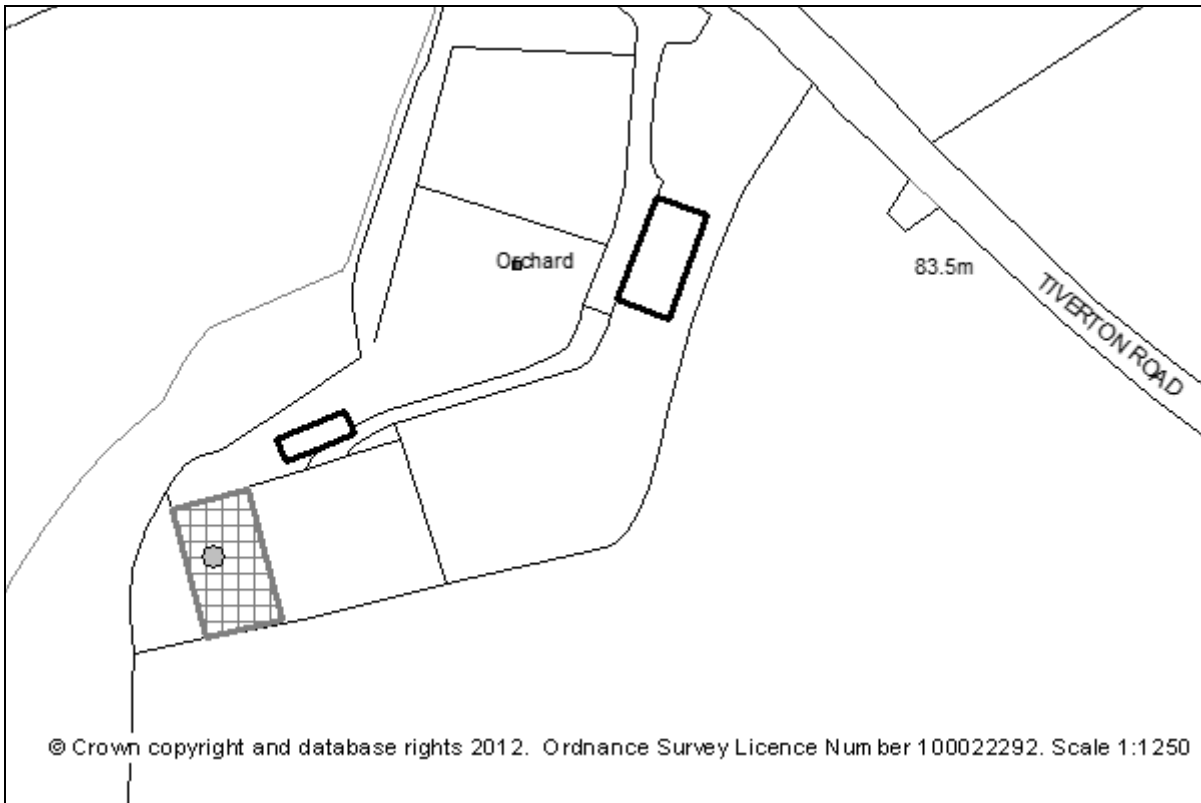 Orchard
83.5m
TIVERTON ROAD
© Crown copyright and database rights 2012. Ordnance Survey Licence Number 100022292. Scale 1:1250